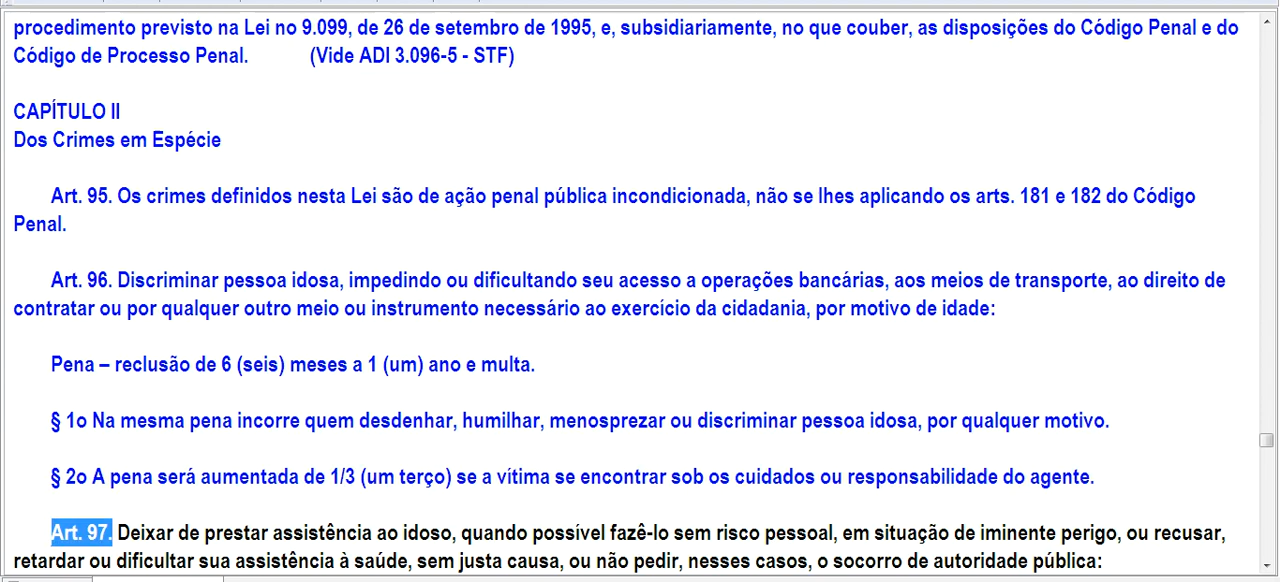 procedimento previsto na Lei no 9.099, de 26 de setembro de 1995, e, subsidiariamente, no que couber, as disposições do Código Penal e do
Código de Processo Penal. (Vide ADI 3.096-5 - STF)
CAPÍTULO II
Dos Crimes em Espécie
Art. 95. Os crimes definidos nesta Lei são de ação penal pública incondicionada, não se lhes aplicando os arts. 181 e 182 do Código
Penal.
Art. 96. Discriminar pessoa idosa, impedindo ou dificultando seu acesso a operações bancárias, aos meios de transporte, ao direito de
contratar ou por qualquer outro meio ou instrumento necessário ao exercício da cidadania, por motivo de idade:
Pena – reclusão de 6 (seis) meses a 1 (um) ano e multa.
§ 1o Na mesma pena incorre quem desdenhar, humilhar, menosprezar ou discriminar pessoa idosa, por qualquer motivo.
§ 2o A pena será aumentada de 1/3 (um terço) se a vítima se encontrar sob os cuidados ou responsabilidade do agente.
Art. 97. Deixar de prestar assistência ao idoso, quando possível fazê-lo sem risco pessoal, em situação de iminente perigo, ou recusar,
retardar ou dificultar sua assistência à saúde, sem justa causa, ou não pedir, nesses casos, o socorro de autoridade pública: